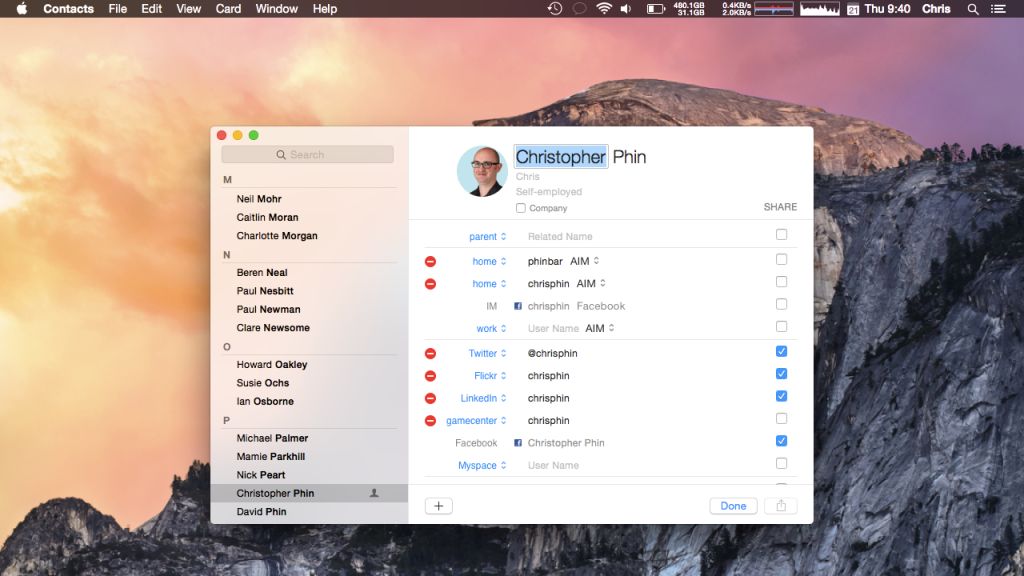 Contacts File Edit View Card Window Help 480.1GB 0.4KB/s 21 Thu 9:40 Chris
31.1GB 2.0KB/s
Search
M
Neil Mohr
Caitlin Moran
Charlotte Morgan
N
Beren Neal
Paul Nesbitt
Paul Newman
Clare Newsome
O
Howard Oakley
Susie Ochs
Ian Osborne
P
Michael Palmer
Mamie Parkhill
Nick Peart
Christopher Phin
David Phin
Christopher Phin
Chris
Self-employed
Company
SHARE
parent Related Name
home phinbar AIM
home chrisphin AIM
IM chrisphin Facebook
work User Name AIM
Twitter @chrisphin
Flickr chrisphin
LinkedIn chrisphin
gamecenter chrisphin
Facebook Christopher Phin
Myspace User Name
+ Done